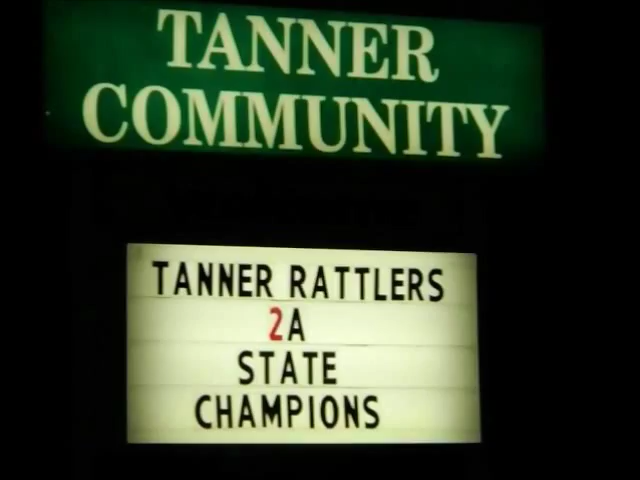 TANNER
COMMUNITY
TANNER RATTLERS
2A
STATE
CHAMPIONS